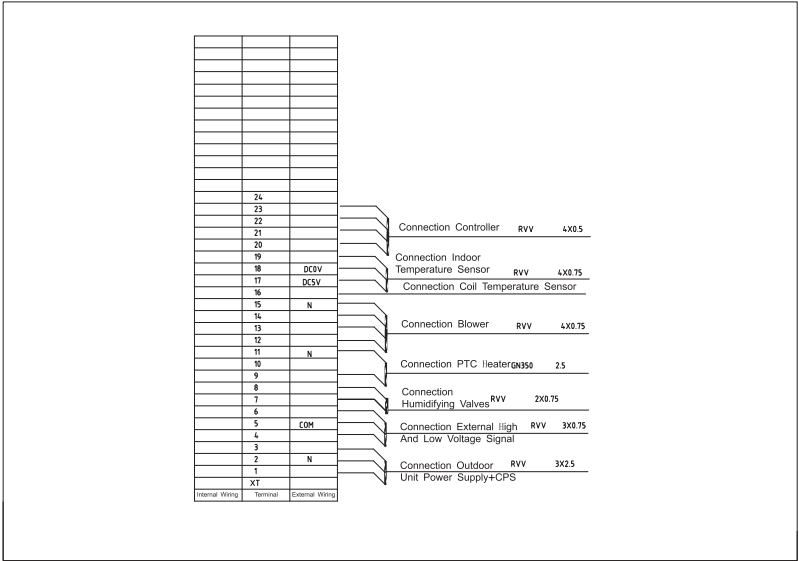 24
23
22
21
20
19
18 DC0V
17 DC5V
16
15 N
14
13
12
11 N
10
9
8
7
6
5 COM
4
3
2 N
1
XT
Internal Wiring Terminal External Wiring
Connection Controller RVV 4X0.5
Connection Indoor
Temperature Sensor RVV 4X0.75
Connection Coil Temperature Sensor
Connection Blower RVV 4X0.75
Connection PTC Heater GN350 2.5
Connection
Humidifying Valves RVV 2X0.75
Connection External High RVV 3X0.75
And Low Voltage Signal
Connection Outdoor RVV 3X2.5
Unit Power Supply+CPS